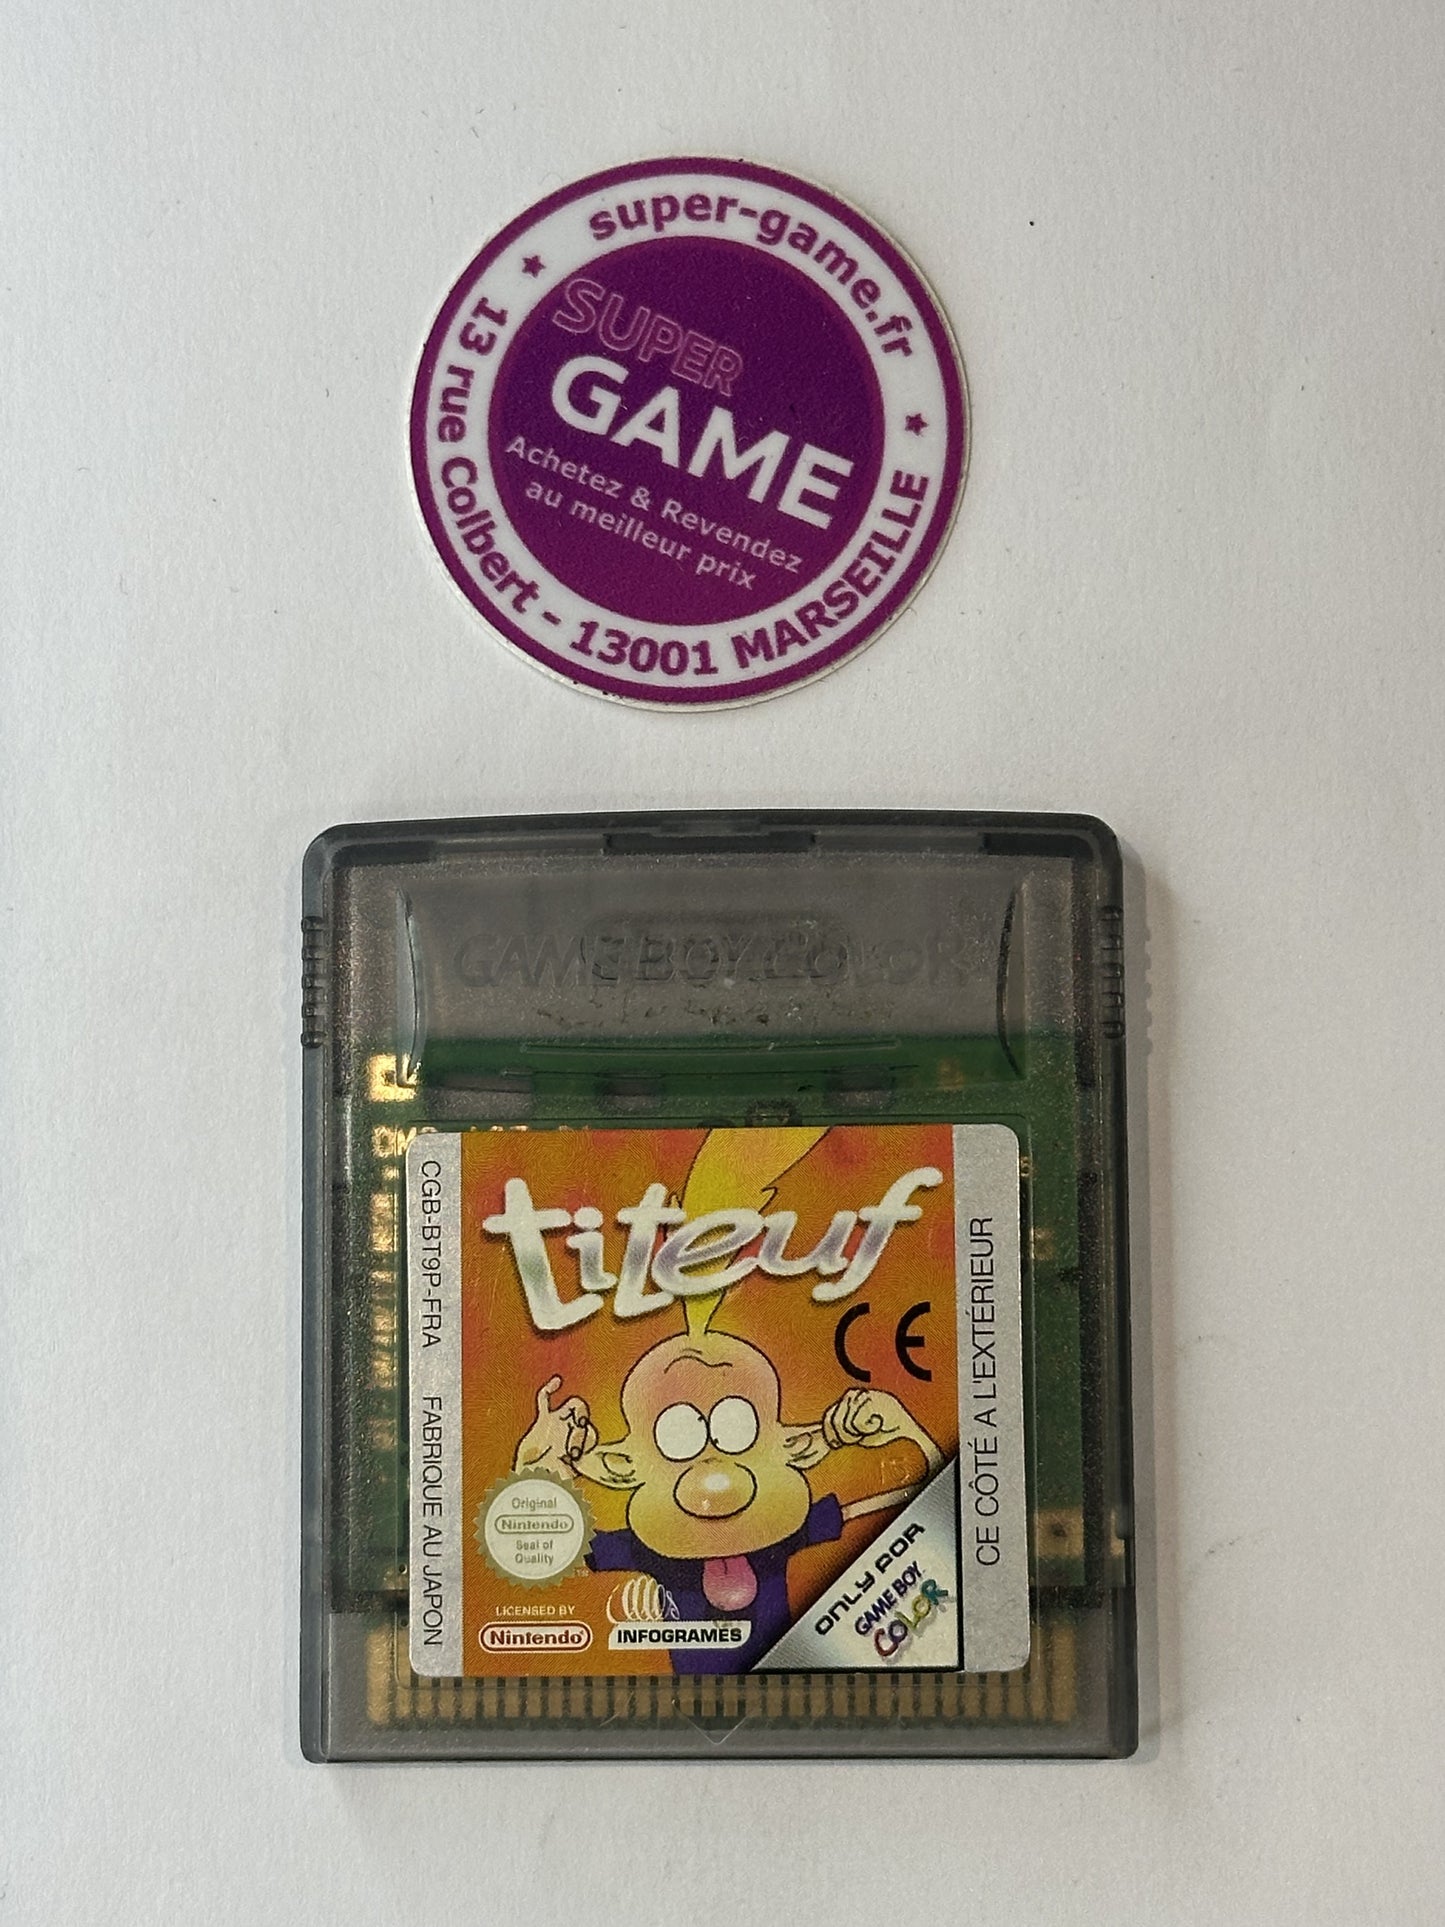 super-game.fr
SUPER
GAME
Achetez & Revendez
au meilleur prix
13 rue Colbert - 13001 MARSEILLE
GAME BOY COLOR
CGB-BT9P-FRA FABRIQUE AU JAPON
titeuf
CE
Original
Nintendo
Seal of
Quality
LICENSED BY
Nintendo
INFOGRAMES
ONLY FOR
GAME BOY
COLOR
CE CÔTÉ A L'EXTÉRIEUR